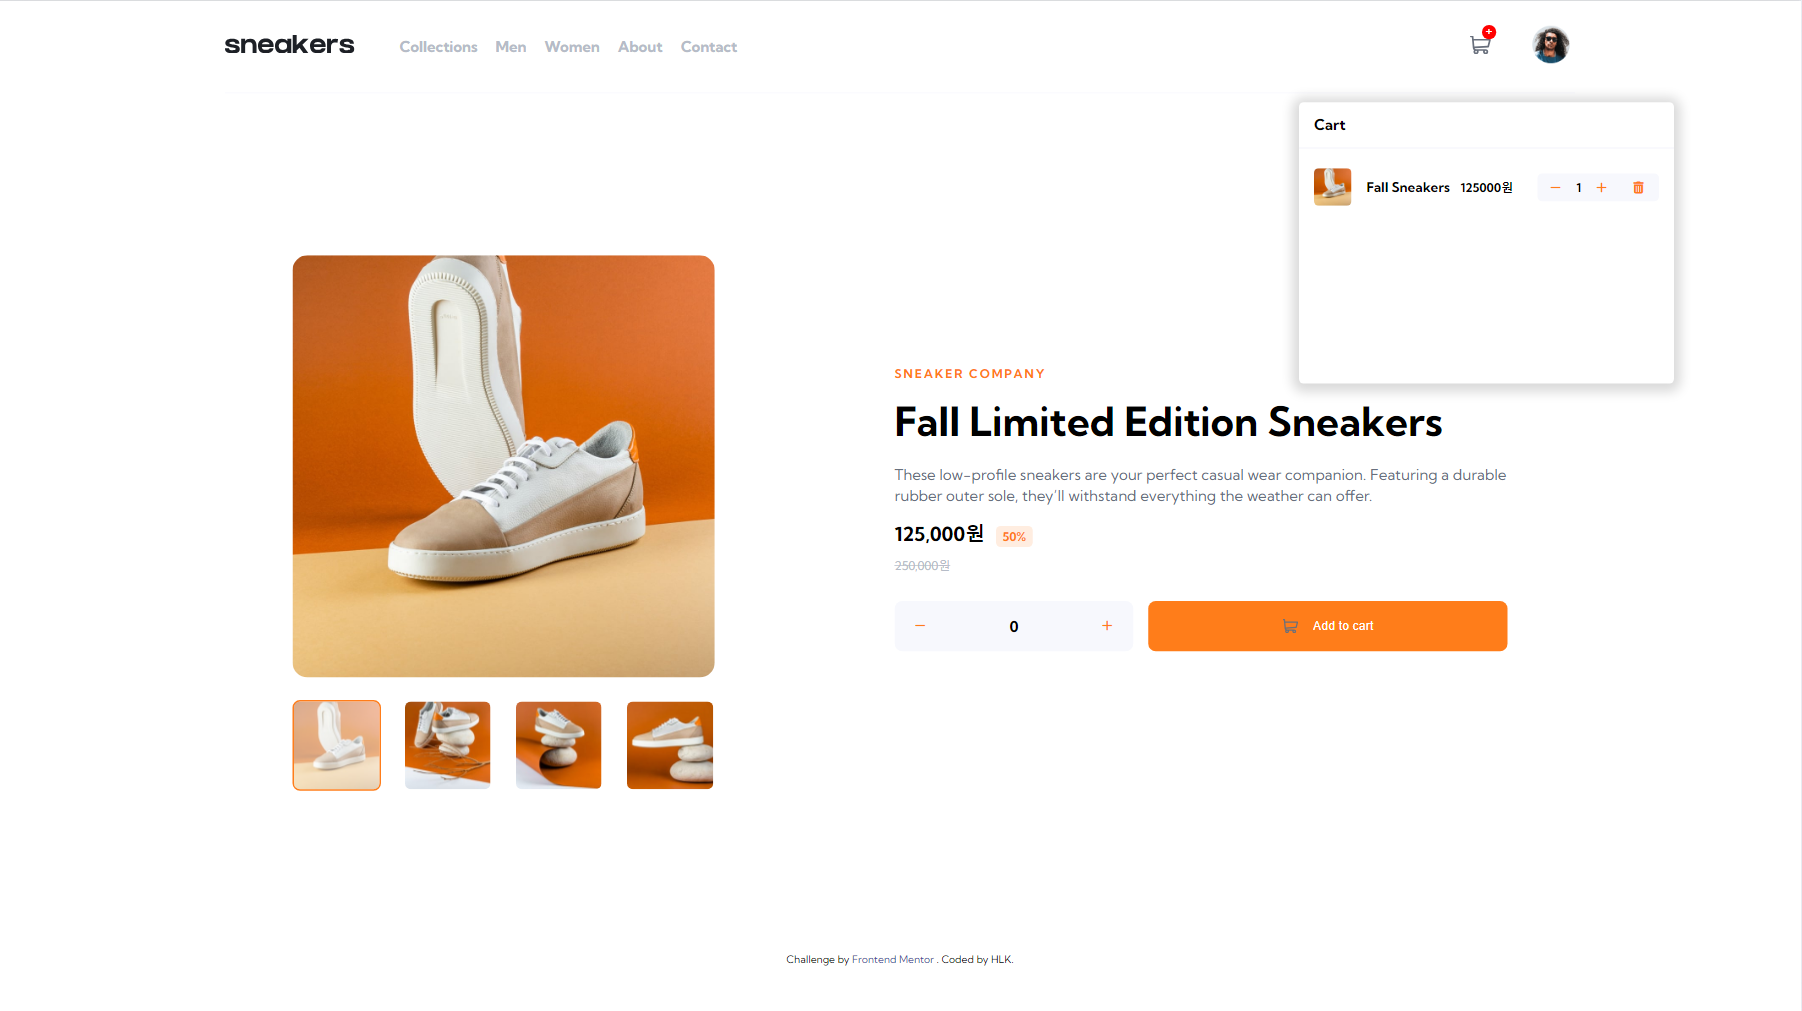 sneakers
Collections Men Women About Contact
+
Cart
Fall Sneakers 125000원 − 1 +
SNEAKER COMPANY
Fall Limited Edition Sneakers
These low-profile sneakers are your perfect casual wear companion. Featuring a durable
rubber outer sole, they’ll withstand everything the weather can offer.
125,000원 50%
250,000원
− 0 + Add to cart
Challenge by Frontend Mentor . Coded by HLK.